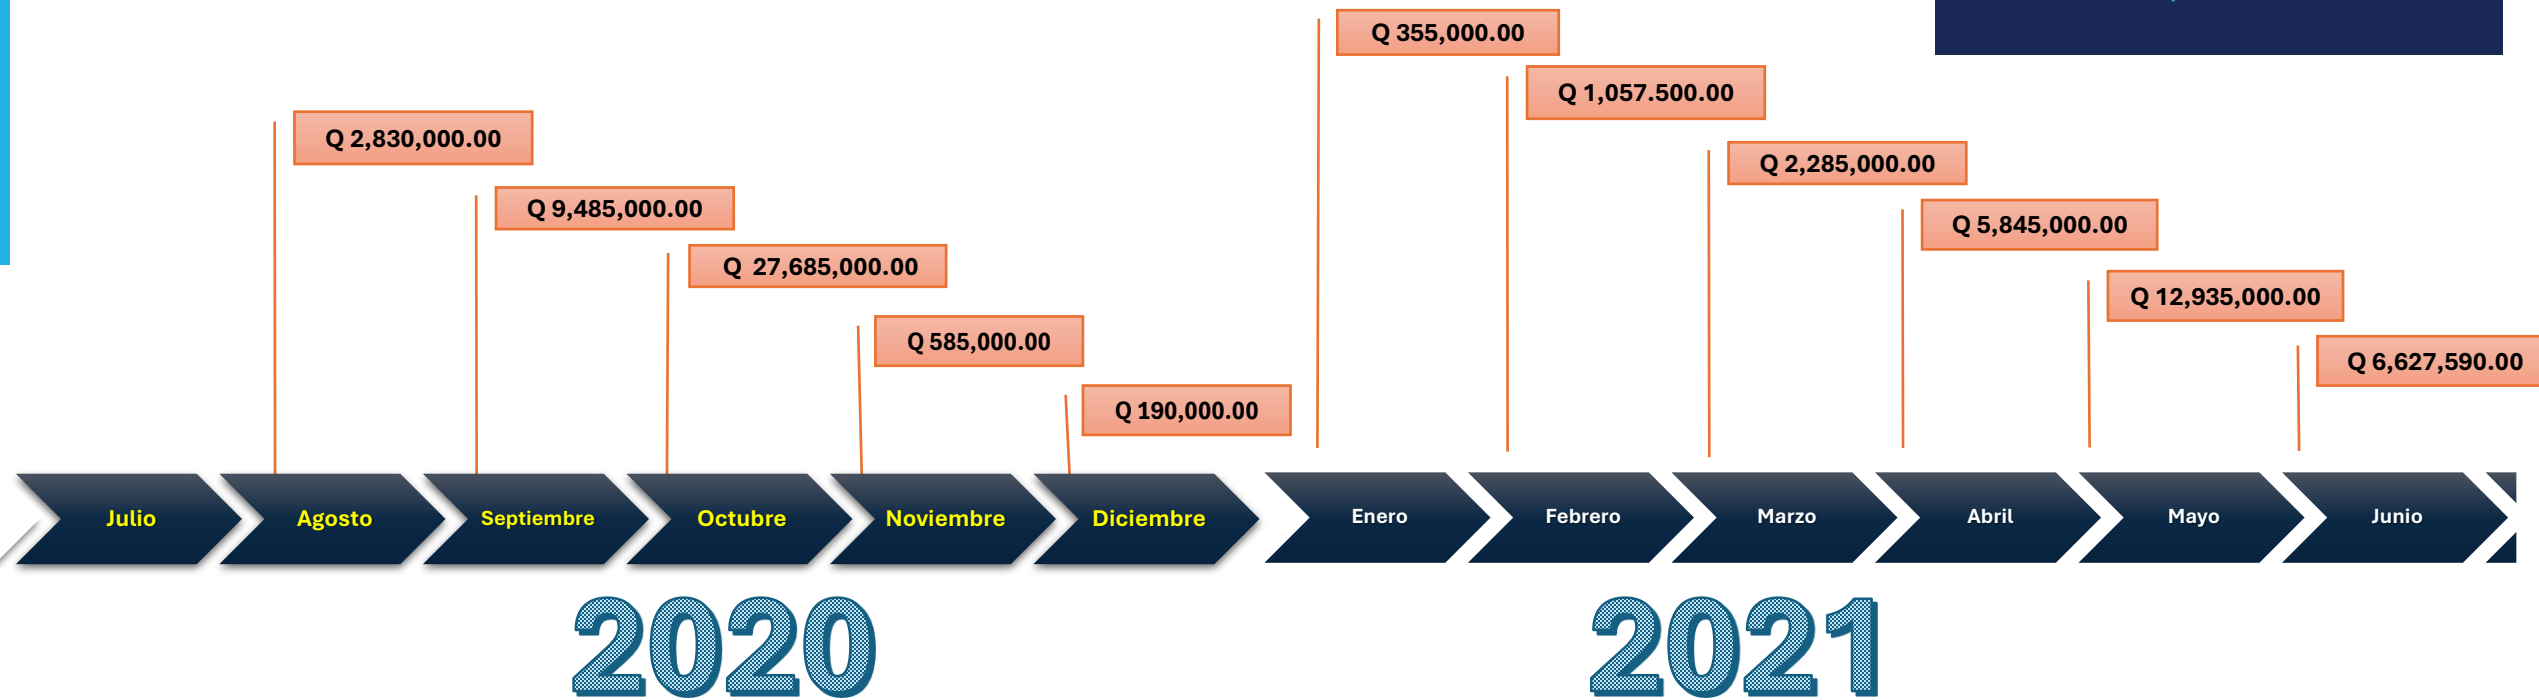 Q 355,000.00
Q 1,057.500.00
Q 2,830,000.00
Q 2,285,000.00
Q 9,485,000.00
Q 5,845,000.00
Q 27,685,000.00
Q 12,935,000.00
Q 585,000.00
Q 6,627,590.00
Q 190,000.00
Julio Agosto Septiembre Octubre Noviembre Diciembre Enero Febrero Marzo Abril Mayo Junio
2020 2021